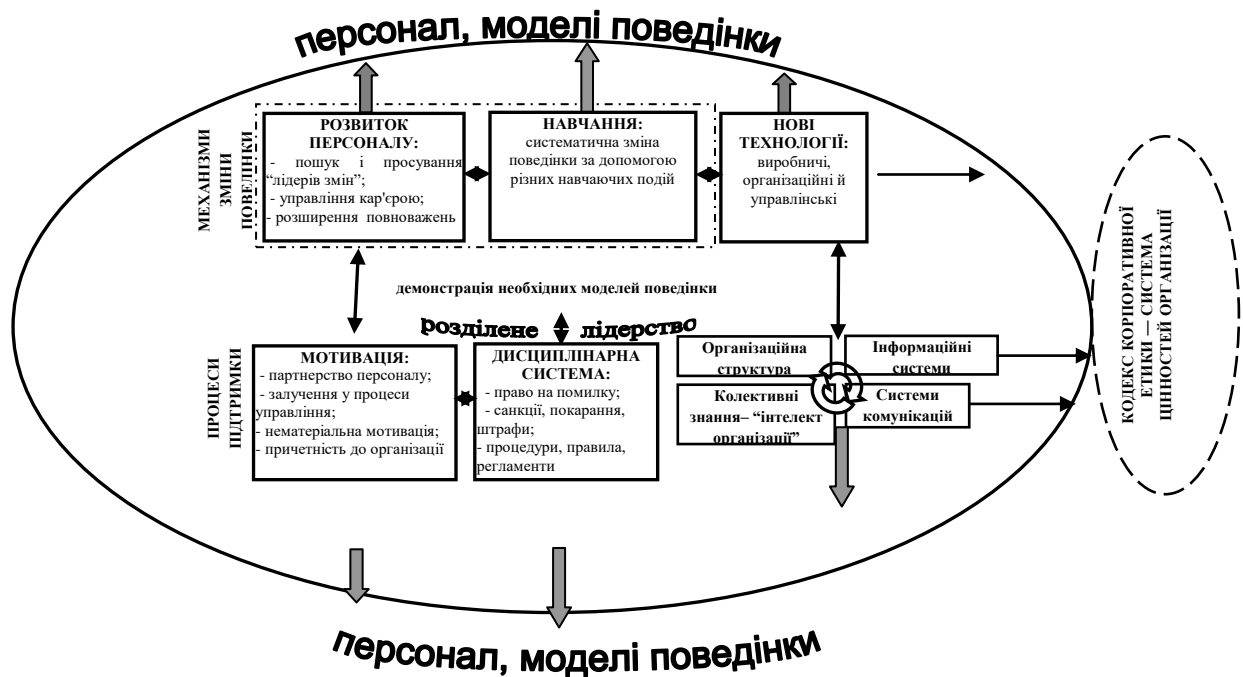 персонал, моделі поведінки
МЕХАНІЗМИ
ЗМІНИ
ПОВЕДІНКИ
РОЗВИТОК
ПЕРСОНАЛУ:
- пошук і просування
“лідерів змін”;
- управління кар'єрою;
- розширення повноважень
НАВЧАННЯ:
систематична зміна
поведінки за допомогою
різних навчаючих подій
НОВІ
ТЕХНОЛОГІЇ:
виробничі,
організаційні й
управлінські
демонстрація необхідних моделей поведінки
розділене лідерство
ПРОЦЕСИ
ПІДТРИМКИ
МОТИВАЦІЯ:
- партнерство персоналу;
- залучення у процеси
управління;
- нематеріальна мотивація;
- причетність до організації
ДИСЦИПЛІНАРНА
СИСТЕМА:
- право на помилку;
- санкції, покарання,
штрафи;
- процедури, правила,
регламенти
Організаційна
структура
Інформаційні
системи
Колективні
знання– “інтелект
організації”
Системи
комунікацій
КОДЕКС КОРПОРАТИВНОЇ
ЕТИКИ — СИСТЕМА
ЦІННОСТЕЙ ОРГАНІЗАЦІЇ
персонал, моделі поведінки